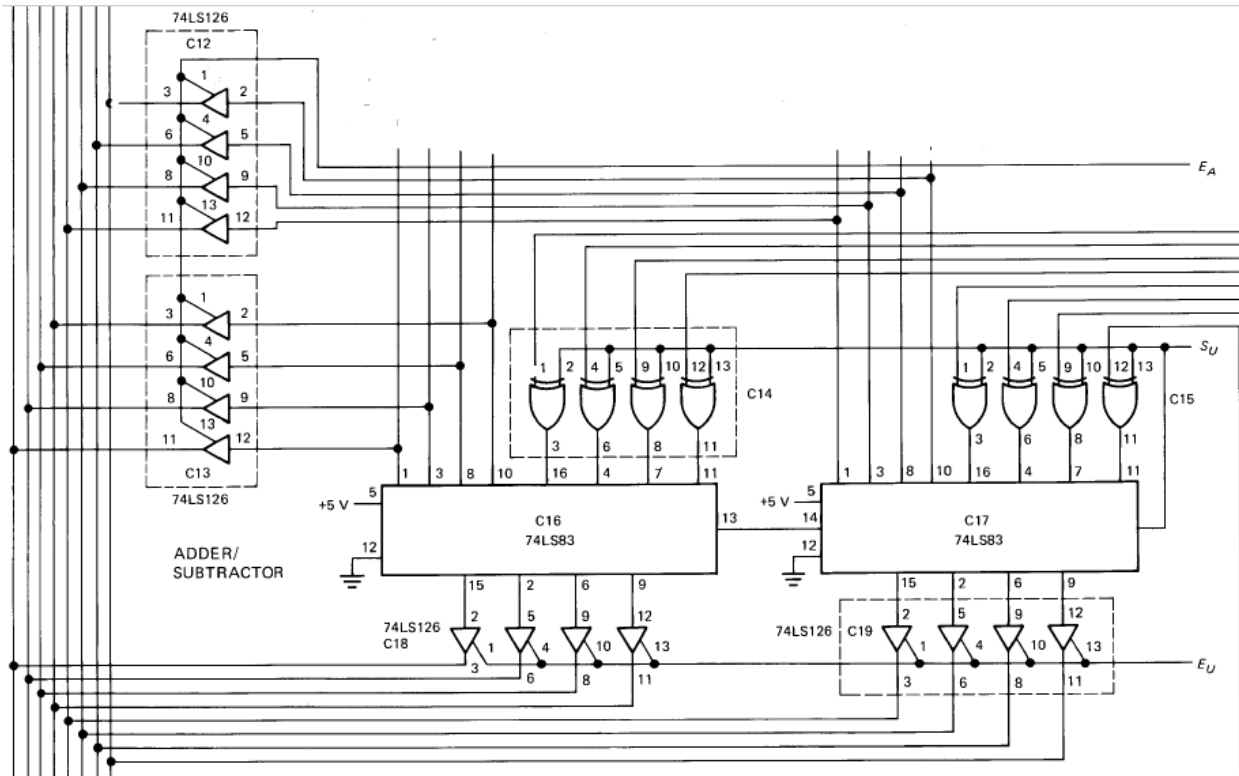 74LS126
C12
1
3 2
4
6 5
10
8 9
13
11 12
E_A
1
3 2
4
6 5
10
8 9
13
11 12
C13
74LS126
1 2 4 5 9 10 12 13
C14
3 6 8 11
S_U
1 2 4 5 9 10 12 13
C15
3 6 8 11
1 3 8 10 16 4 7 11
+5 V 5
C16
74LS83
13
12
1 3 8 10 16 4 7 11
+5 V 5
14
C17
74LS83
12
ADDER/
SUBTRACTOR
15 2 6 9
74LS126
C18
2 5 9 12
1 4 10 13
3 6 8 11
15 2 6 9
74LS126
C19
2 5 9 12
1 4 10 13
3 6 8 11
E_U